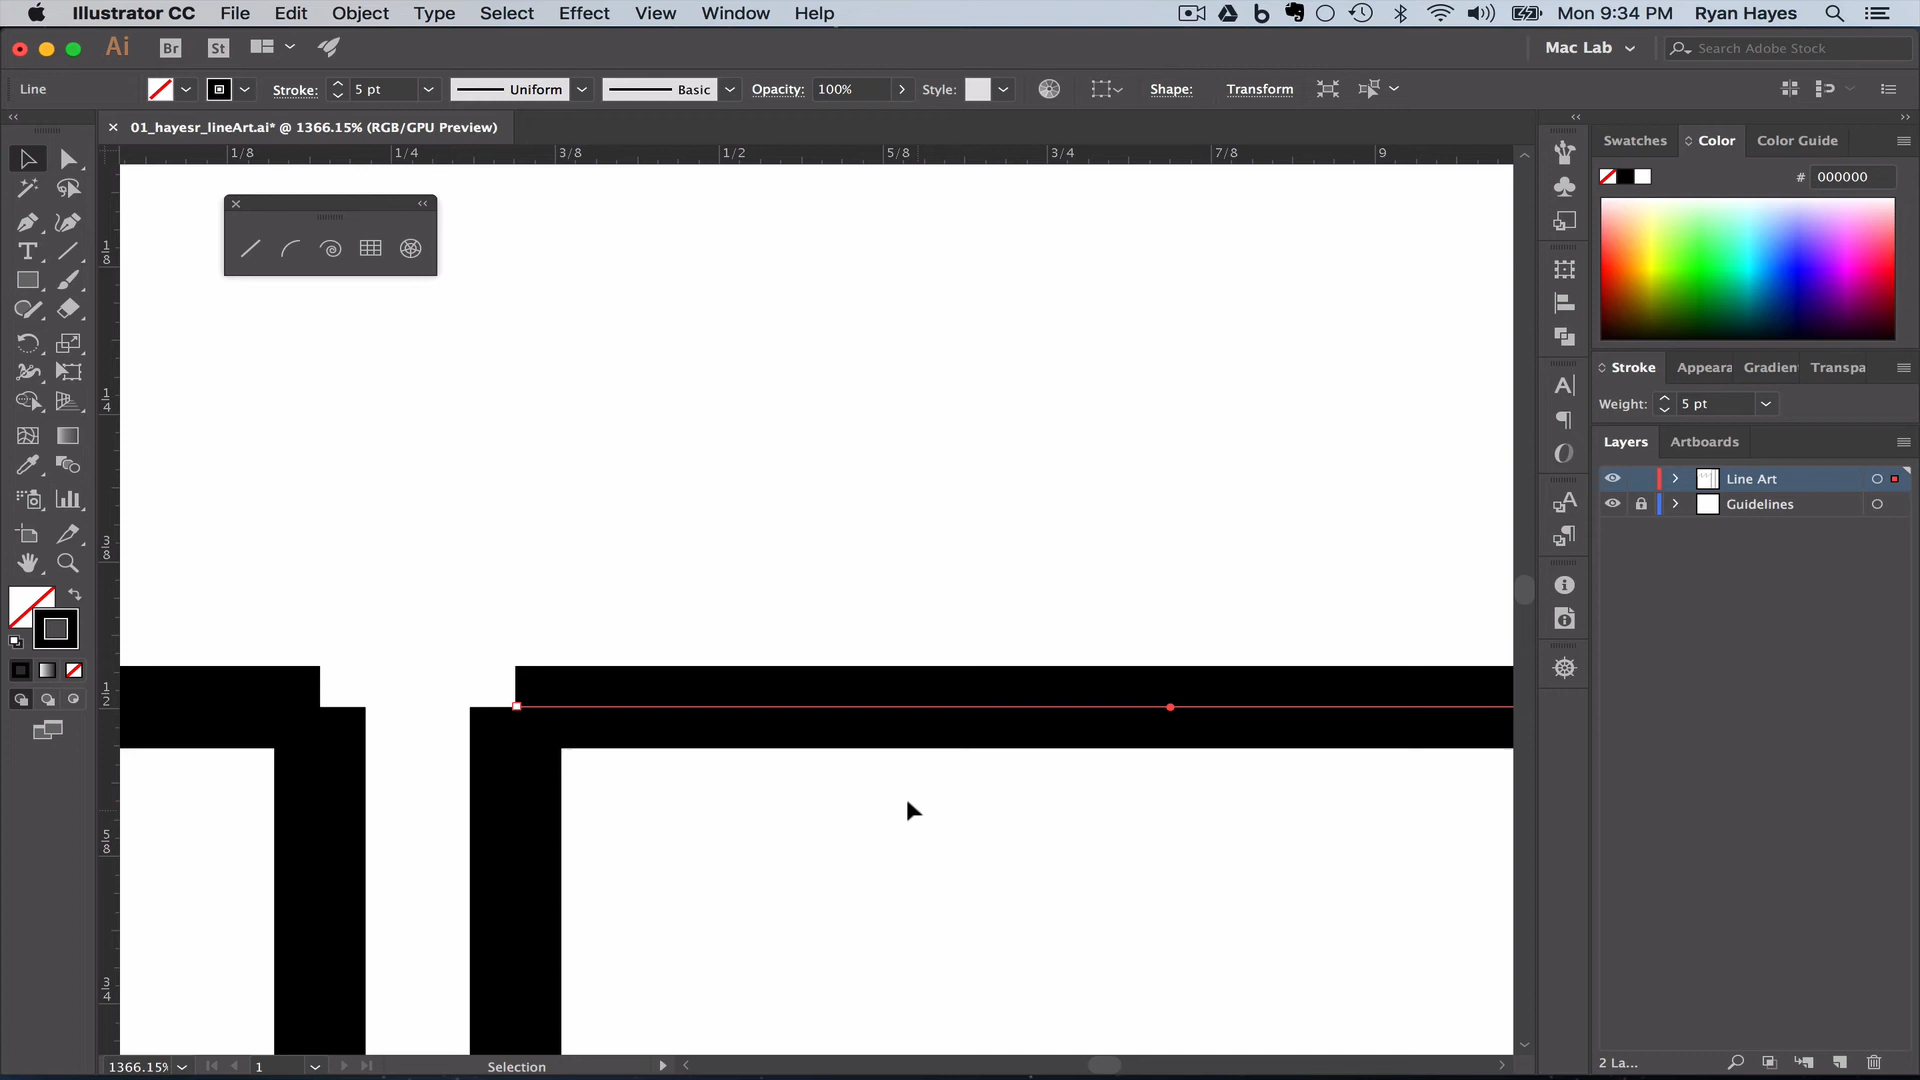 Illustrator CC File Edit Object Type Select Effect View Window Help Mon 9:34 PM Ryan Hayes
Ai Br St Mac Lab Search Adobe Stock
Line Stroke: 5 pt Uniform Basic Opacity: 100% Style: Shape: Transform
01_hayesr_lineArt.ai* @ 1366.15% (RGB/GPU Preview)
Swatches Color Color Guide
1/8 1/4 3/8 1/2 5/8 3/4 7/8 9
# 000000
1
8
1
4
3
8
1
2
5
8
3
4
Stroke Appeara Gradien Transpa
Weight: 5 pt
Layers Artboards
Line Art
Guidelines
1366.15% 1 Selection 2 La...